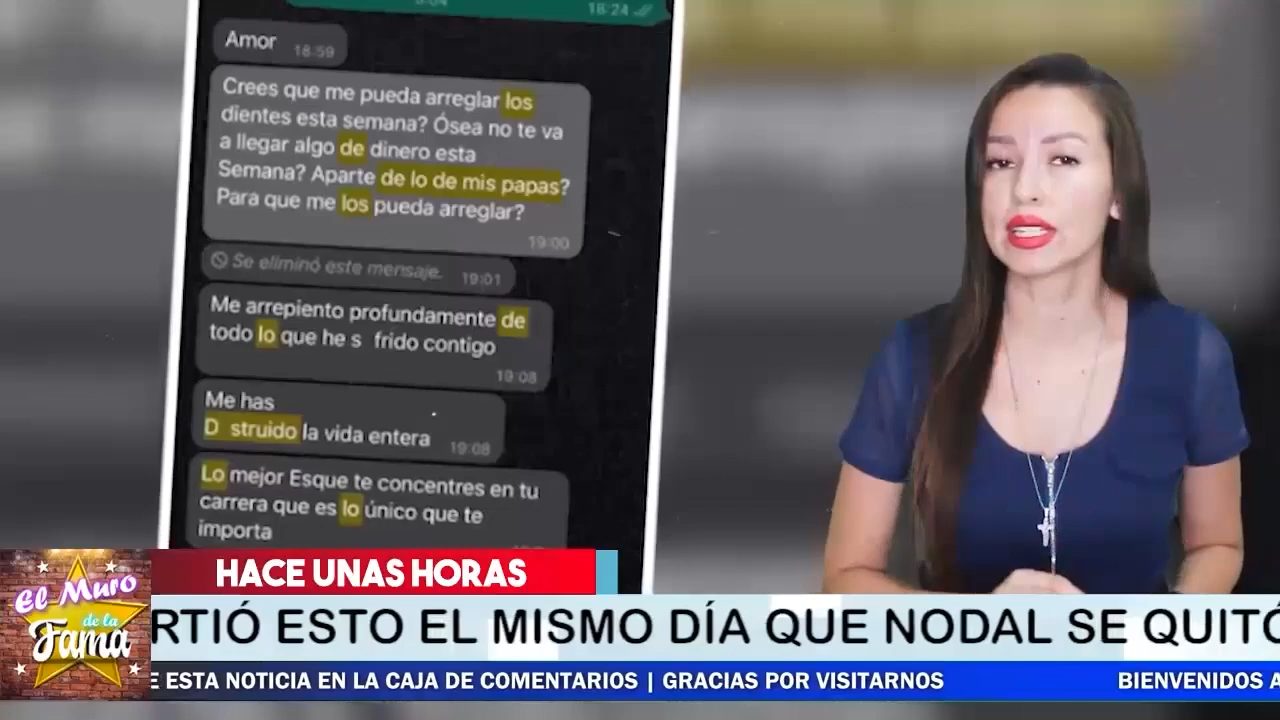 18:24
Amor 18:59
Crees que me pueda arreglar los
dientes esta semana? Ósea no te va
a llegar algo de dinero esta
Semana? Aparte de lo de mis papas?
Para que me los pueda arreglar?
19:00
Se eliminó este mensaje. 19:01
Me arrepiento profundamente de
todo lo que he s frido contigo
19:08
Me has
D struido la vida entera 19:08
Lo mejor Esque te concentres en tu
carrera que es lo único que te
importa
El Muro
de la
Fama
HACE UNAS HORAS
RTIÓ ESTO EL MISMO DÍA QUE NODAL SE QUITÓ
E ESTA NOTICIA EN LA CAJA DE COMENTARIOS | GRACIAS POR VISITARNOS BIENVENIDOS A